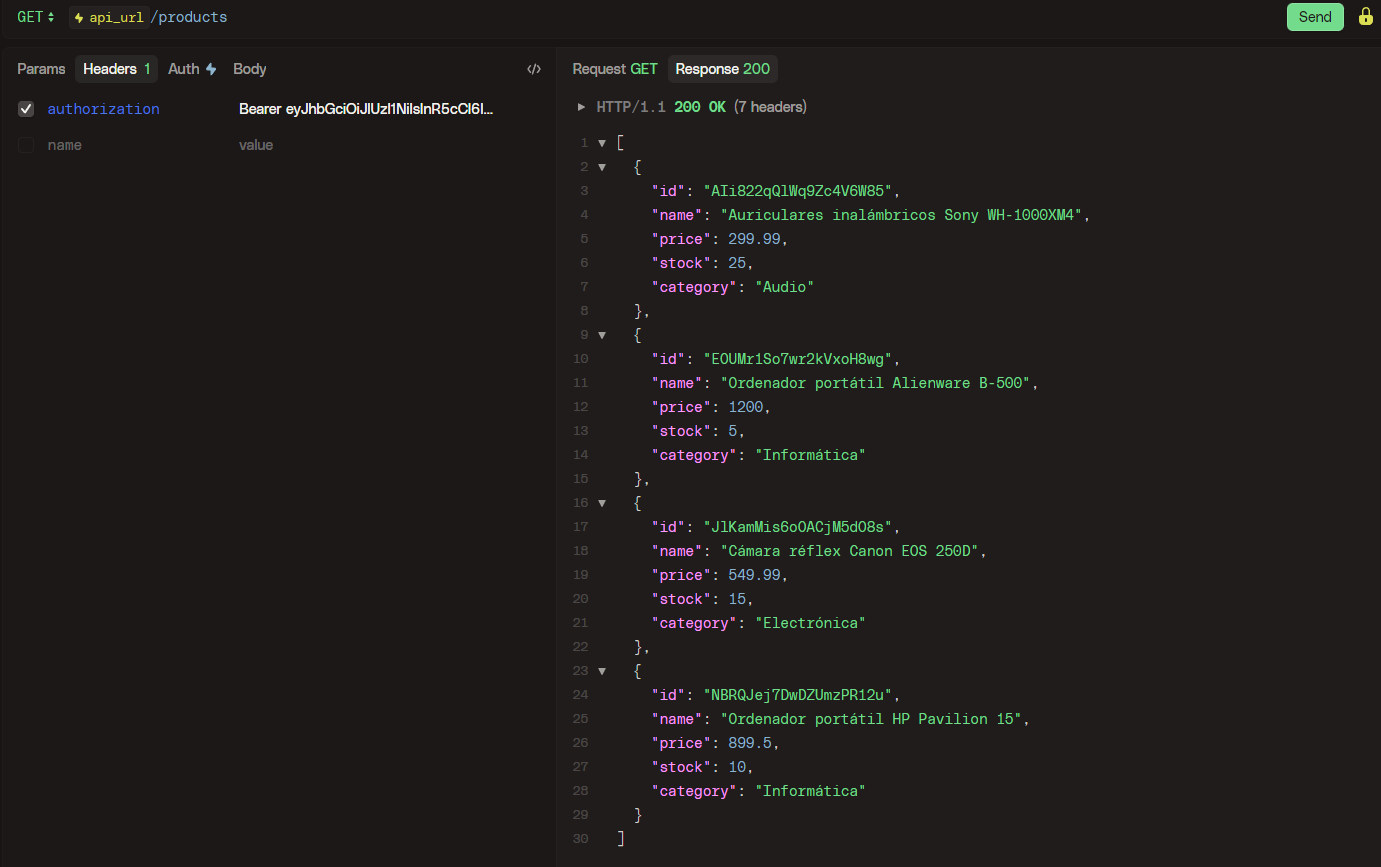 GET api_url/products Send
Params Headers 1 Auth Body </> Request GET Response 200
authorization Bearer eyJhbGciOiJIUzI1NiIsInR5cCI6I...
name value
HTTP/1.1 200 OK (7 headers)
1 [
2 {
3 "id": "AIi822qQlWq9Zc4V6W85",
4 "name": "Auriculares inalámbricos Sony WH-1000XM4",
5 "price": 299.99,
6 "stock": 25,
7 "category": "Audio"
8 },
9 {
10 "id": "EOUMr1So7wr2kVxoH8wg",
11 "name": "Ordenador portátil Alienware B-500",
12 "price": 1200,
13 "stock": 5,
14 "category": "Informática"
15 },
16 {
17 "id": "JlKamMis6oOACjM5dO8s",
18 "name": "Cámara réflex Canon EOS 250D",
19 "price": 549.99,
20 "stock": 15,
21 "category": "Electrónica"
22 },
23 {
24 "id": "NBRQJej7DwDZUmzPR12u",
25 "name": "Ordenador portátil HP Pavilion 15",
26 "price": 899.5,
27 "stock": 10,
28 "category": "Informática"
29 }
30 ]